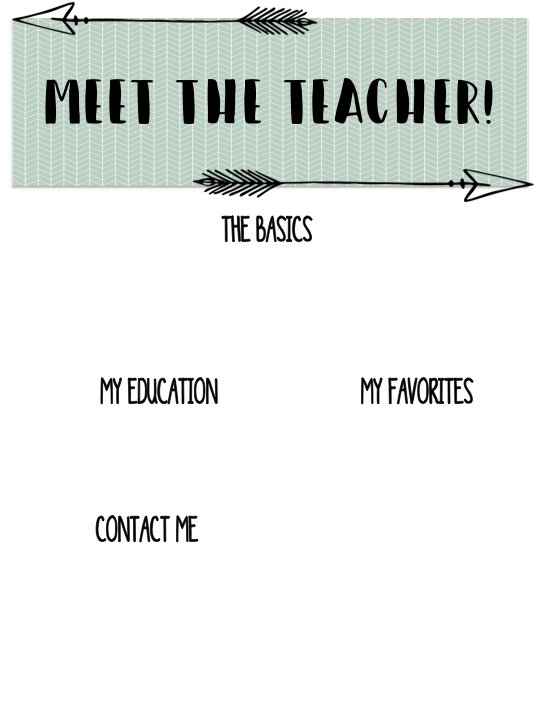 MEET THE TEACHER!
THE BASICS
MY EDUCATION
MY FAVORITES
CONTACT ME